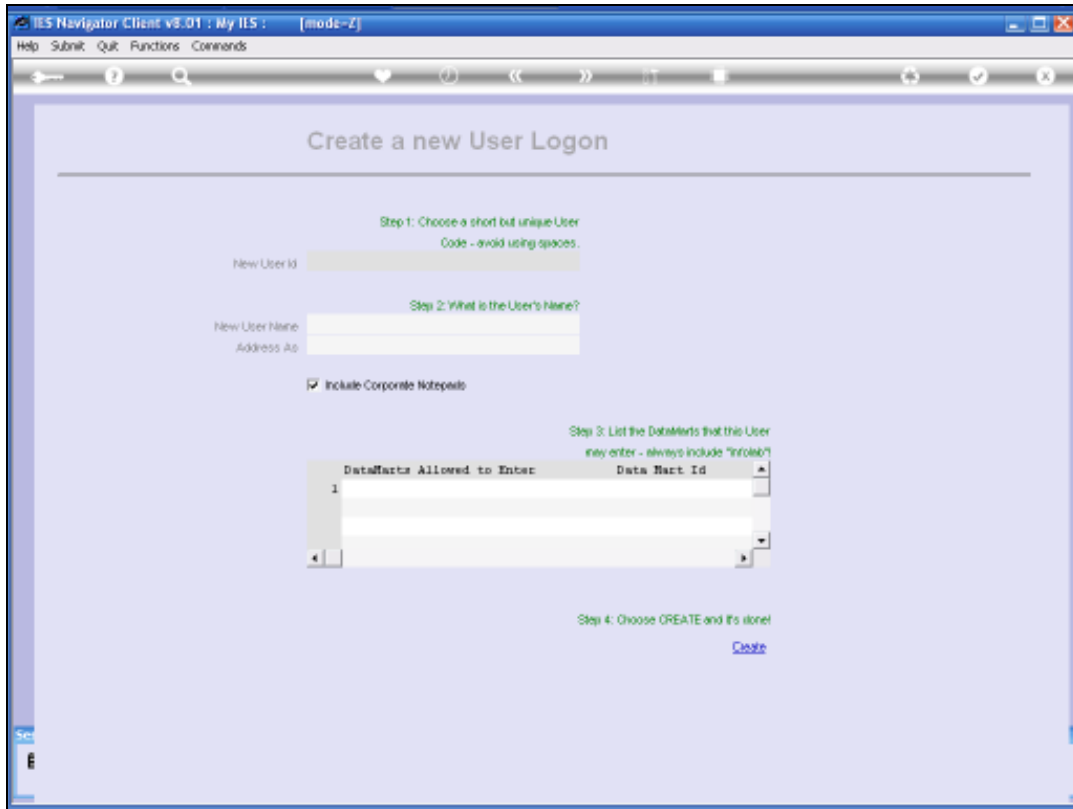 IES Navigator Client v8.01 : My IES : [mode-Z]
Help Submit Quit Functions Commands
Create a new User Logon
Step 1: Choose a short but unique User
Code - avoid using spaces.
New User Id
Step 2: What is the User's Name?
New User Name
Address As
Include Corporate Notepads
Step 3: List the DataMarts that this User
may enter - always include "infolab"!
DataMarts Allowed to Enter Data Mart Id
1
Step 4: Choose CREATE and it's done!
Create